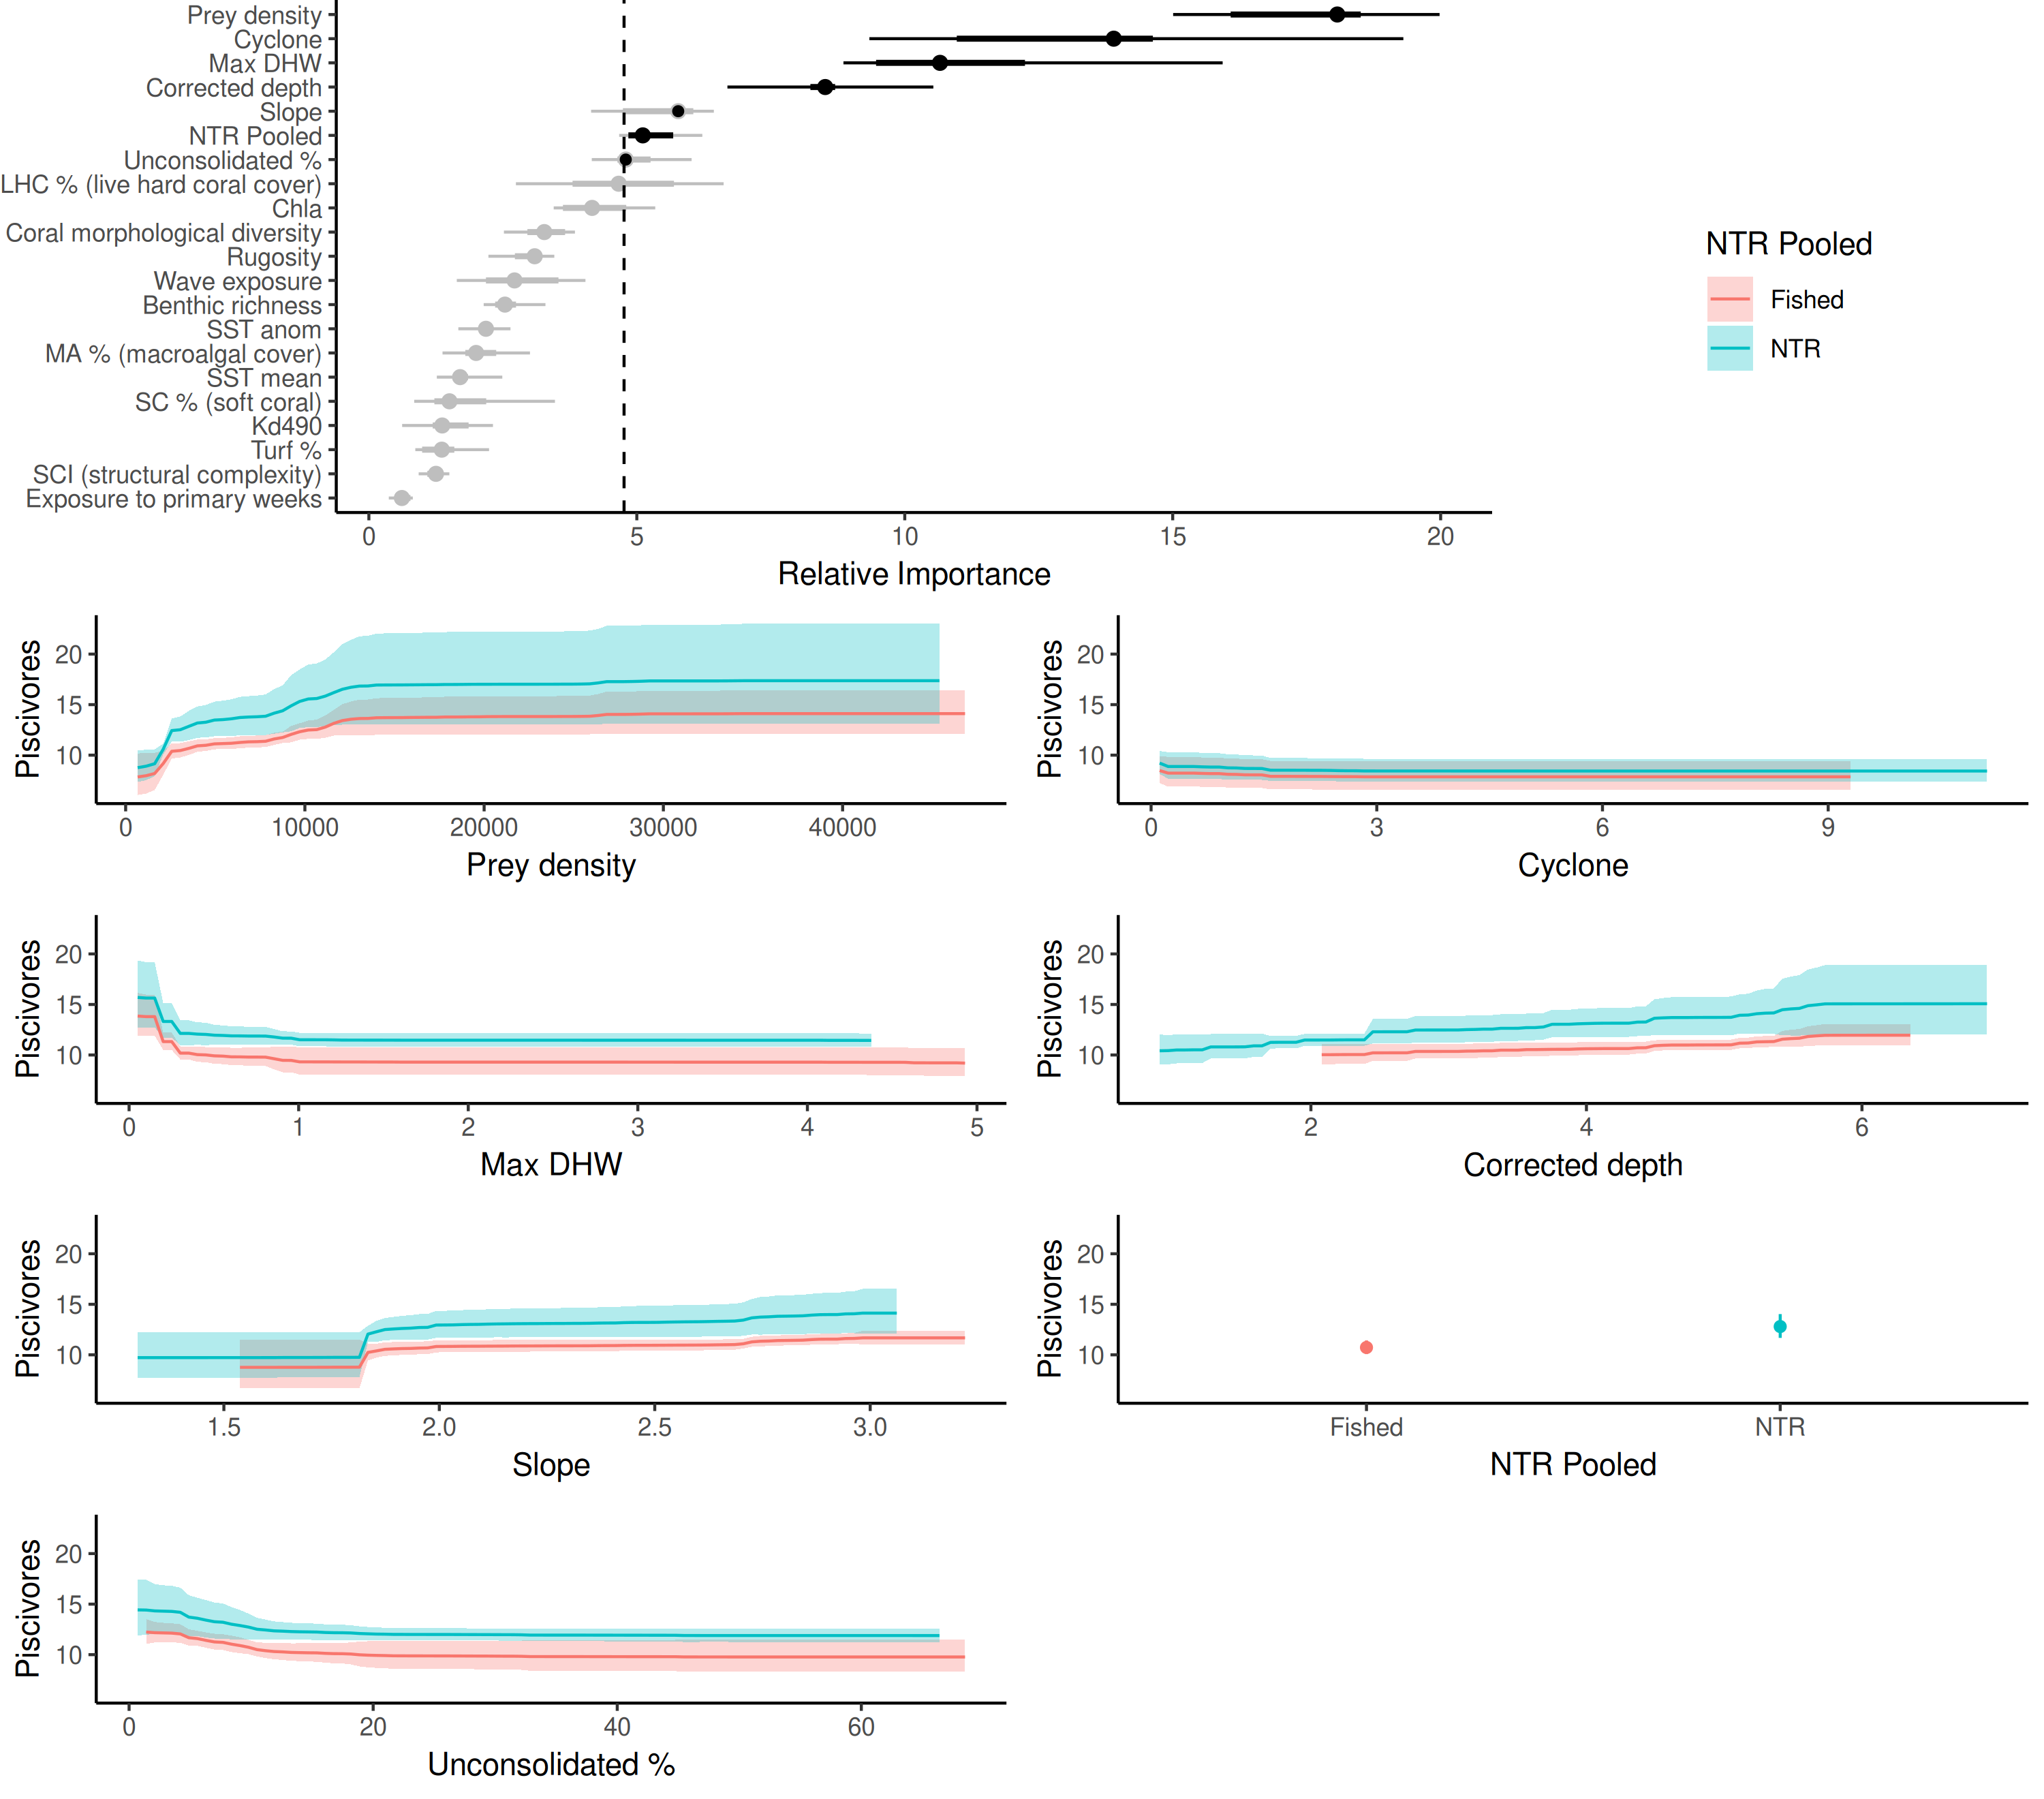 Prey density
Cyclone
Max DHW
Corrected depth
Slope
NTR Pooled
Unconsolidated %
LHC % (live hard coral cover)
Chla
Coral morphological diversity
Rugosity
Wave exposure
Benthic richness
SST anom
MA % (macroalgal cover)
SST mean
SC % (soft coral)
Kd490
Turf %
SCI (structural complexity)
Exposure to primary weeks
0 5 10 15 20
Relative Importance
NTR Pooled
Fished
NTR
Piscivores
20
15
10
0 10000 20000 30000 40000
Prey density
Piscivores
20
15
10
0 3 6 9
Cyclone
Piscivores
20
15
10
0 1 2 3 4 5
Max DHW
Piscivores
20
15
10
2 4 6
Corrected depth
Piscivores
20
15
10
1.5 2.0 2.5 3.0
Slope
Piscivores
20
15
10
Fished NTR
NTR Pooled
Piscivores
20
15
10
0 20 40 60
Unconsolidated %